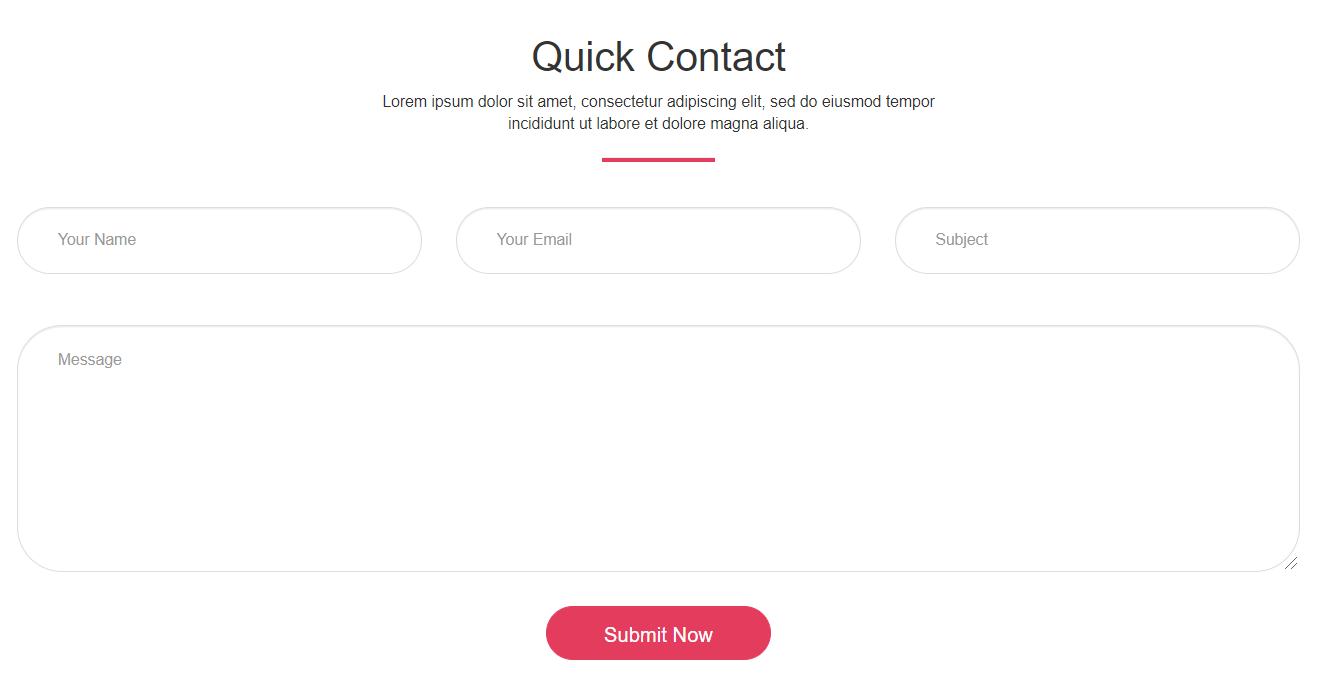 Quick Contact
Lorem ipsum dolor sit amet, consectetur adipiscing elit, sed do eiusmod tempor
incididunt ut labore et dolore magna aliqua.
Your Name
Your Email
Subject
Message
Submit Now